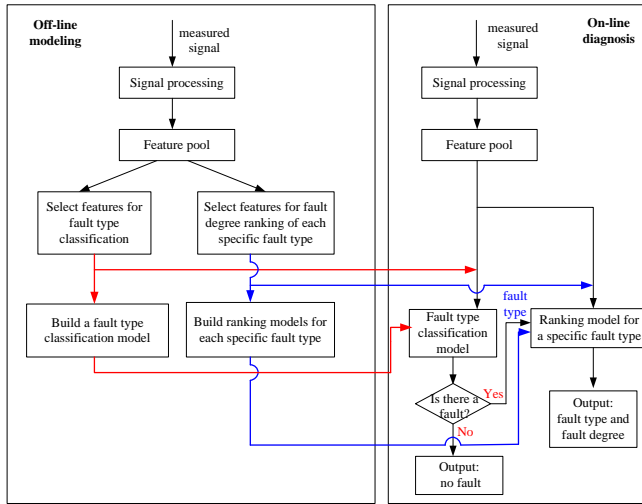 Off-line
modeling
measured
signal
Signal processing
Feature pool
Select features for
fault type
classification
Select features for fault
degree ranking of each
specific fault type
Build a fault type
classification model
Build ranking models for
each specific fault type
On-line
diagnosis
measured
signal
Signal processing
Feature pool
fault
type
Fault type
classification
model
Ranking model for
a specific fault type
Is there a
fault?
Yes
No
Output:
no fault
Output:
fault type and
fault degree